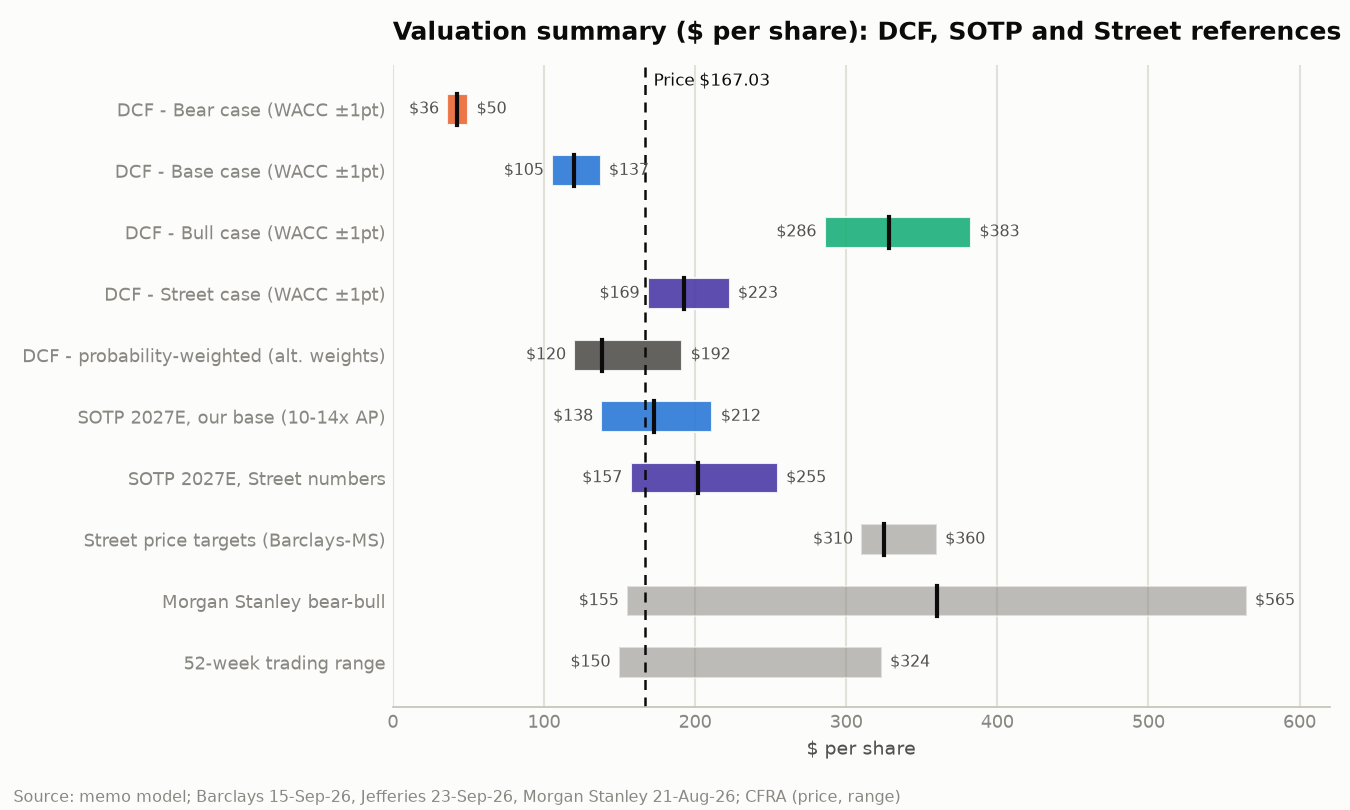 Valuation summary ($ per share): DCF, SOTP and Street references
Price $167.03
DCF - Bear case (WACC ±1pt) $36 $50
DCF - Base case (WACC ±1pt) $105 $137
DCF - Bull case (WACC ±1pt) $286 $383
DCF - Street case (WACC ±1pt) $169 $223
DCF - probability-weighted (alt. weights) $120 $192
SOTP 2027E, our base (10-14x AP) $138 $212
SOTP 2027E, Street numbers $157 $255
Street price targets (Barclays-MS) $310 $360
Morgan Stanley bear-bull $155 $565
52-week trading range $150 $324
0 100 200 300 400 500 600
$ per share
Source: memo model; Barclays 15-Sep-26, Jefferies 23-Sep-26, Morgan Stanley 21-Aug-26; CFRA (price, range)